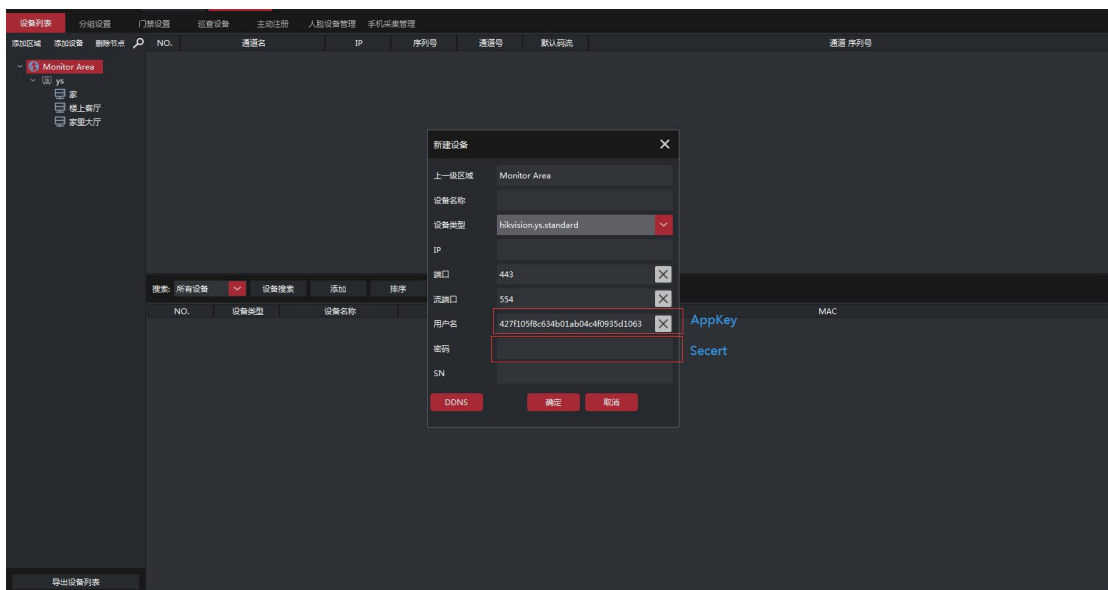 设备列表 分组设置 门禁设置 巡查设备 主动注册 人脸设备管理 手机采集管理
添加区域 添加设备 删除节点 NO. 通道名 IP 序列号 通道号 默认码流 通道 序列号
Monitor Area
ys
家
楼上客厅
家里大厅
新建设备
上一级区域 Monitor Area
设备名称
设备类型 hikvision.ys.standard
IP
端口 443
搜索: 所有设备 设备搜索 添加 排序
流端口 554
NO. 设备类型 设备名称 MAC
用户名 427f105f8c634b01ab04c4f0935d1063 AppKey
密码 Secert
SN
DDNS 确定 取消
导出设备列表